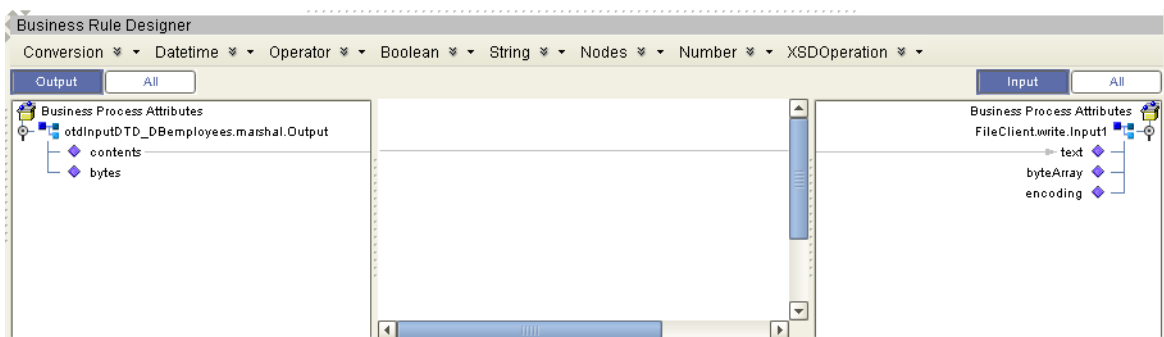 Business Rule Designer
Conversion Datetime Operator Boolean String Nodes Number XSDOperation
Output All Input All
Business Process Attributes
otdInputDTD_DBemployees.marshal.Output
contents
bytes
Business Process Attributes
FileClient.write.Input1
text
byteArray
encoding